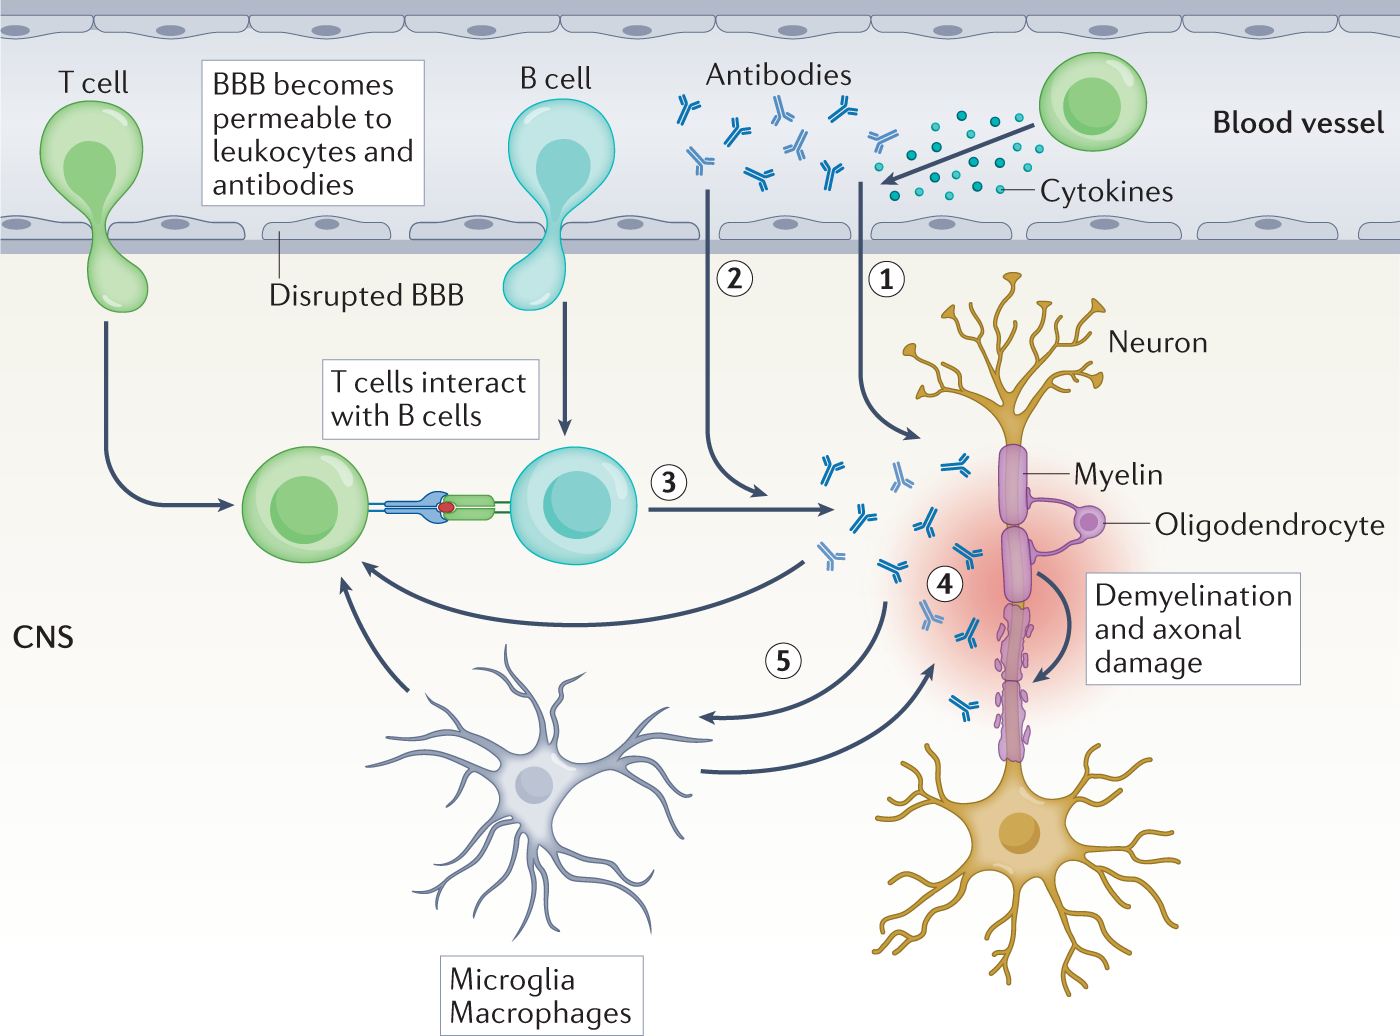 T cell
BBB becomes
permeable to
leukocytes and
antibodies
B cell
Antibodies
Blood vessel
Cytokines
Disrupted BBB
2
1
Neuron
T cells interact
with B cells
3
Myelin
Oligodendrocyte
4
Demyelination
and axonal
damage
CNS
5
Microglia
Macrophages